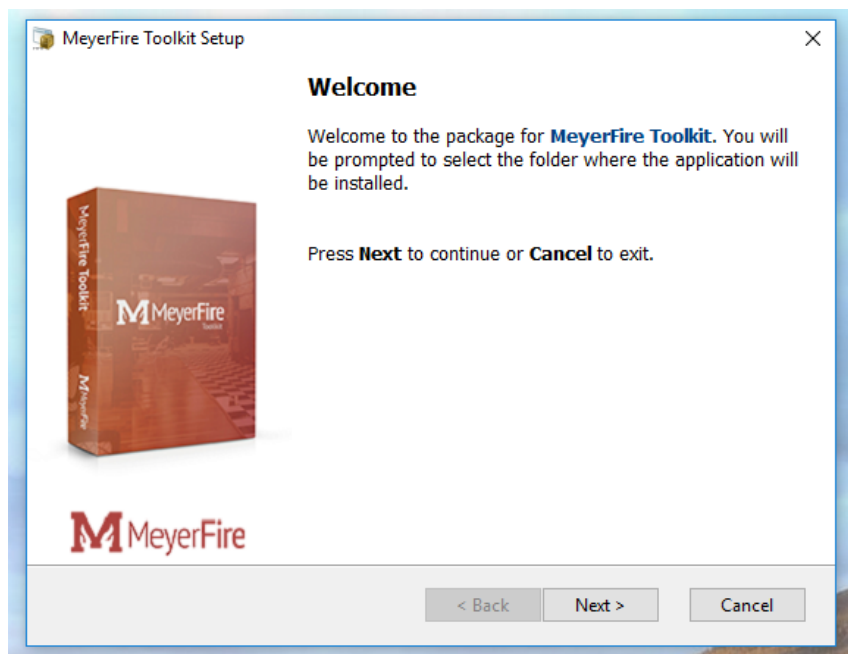 MeyerFire Toolkit Setup
Welcome
Welcome to the package for MeyerFire Toolkit. You will
be prompted to select the folder where the application will
be installed.
Press Next to continue or Cancel to exit.
MeyerFire Toolkit
MeyerFire
MeyerFire
Toolkit
MeyerFire
< Back
Next >
Cancel